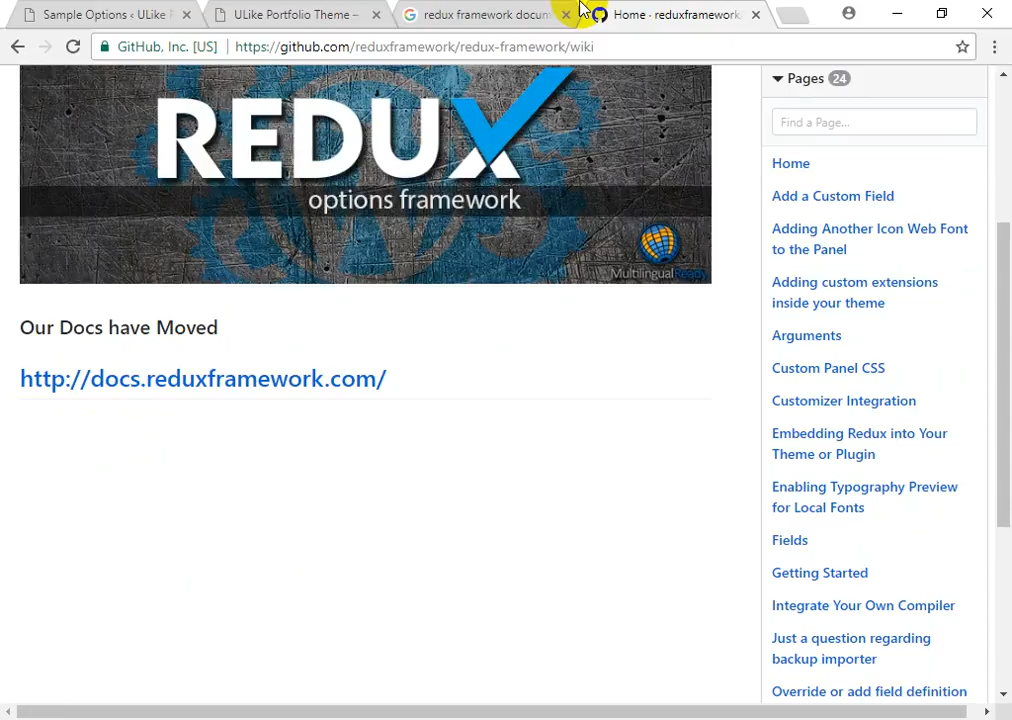 Sample Options ‹ ULike
ULike Portfolio Theme –
redux framework docum
Home · reduxframework
GitHub, Inc. [US]
https://github.com/reduxframework/redux-framework/wiki
REDUX
options framework
MultilingualReady
Our Docs have Moved
http://docs.reduxframework.com/
Pages 24
Find a Page...
Home
Add a Custom Field
Adding Another Icon Web Font
to the Panel
Adding custom extensions
inside your theme
Arguments
Custom Panel CSS
Customizer Integration
Embedding Redux into Your
Theme or Plugin
Enabling Typography Preview
for Local Fonts
Fields
Getting Started
Integrate Your Own Compiler
Just a question regarding
backup importer
Override or add field definition